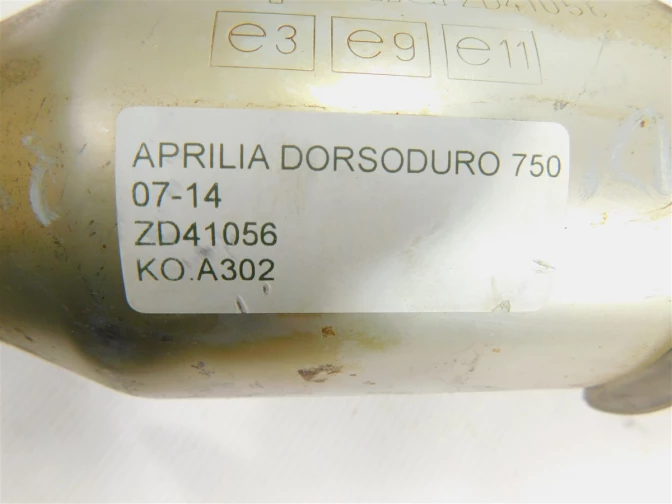 e3 e9 e11
APRILIA DORSODURO 750
07-14
ZD41056
KO.A302